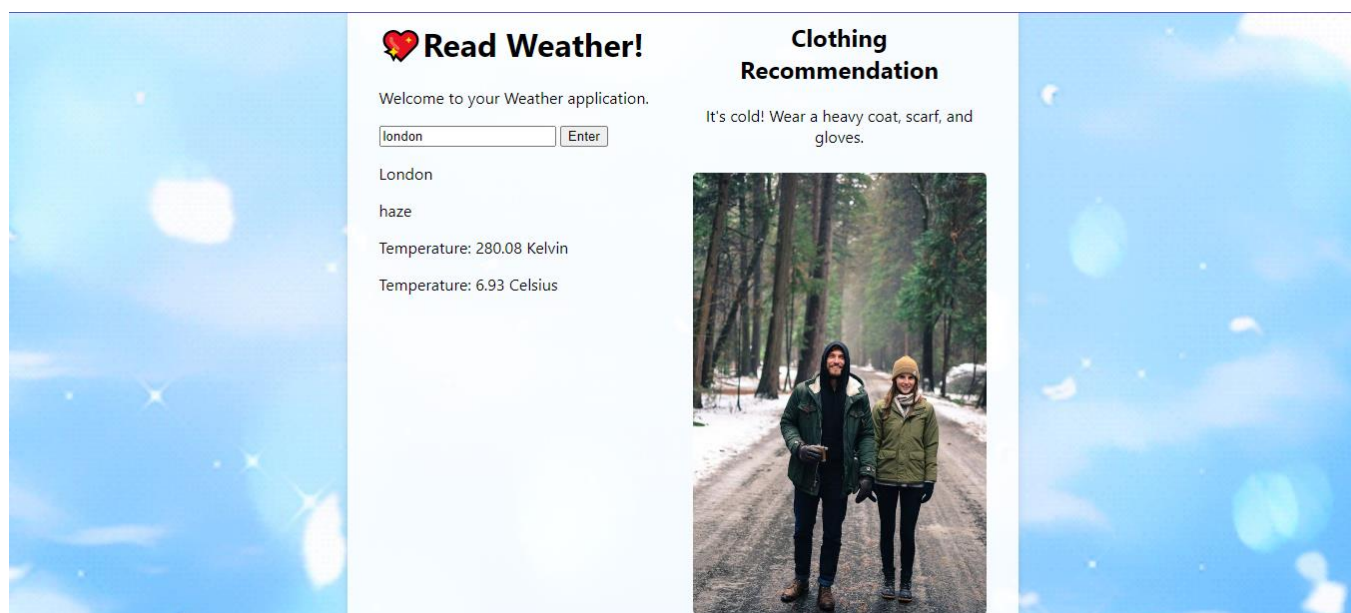 💖Read Weather!
Welcome to your Weather application.
london
Enter
London
haze
Temperature: 280.08 Kelvin
Temperature: 6.93 Celsius
Clothing
Recommendation
It's cold! Wear a heavy coat, scarf, and
gloves.